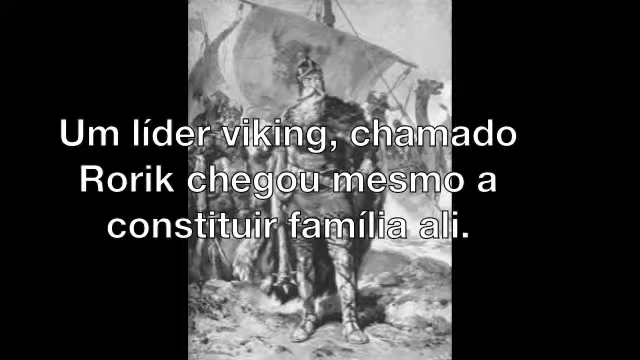 Um líder viking, chamado
Rorik chegou mesmo a
constituir família ali.